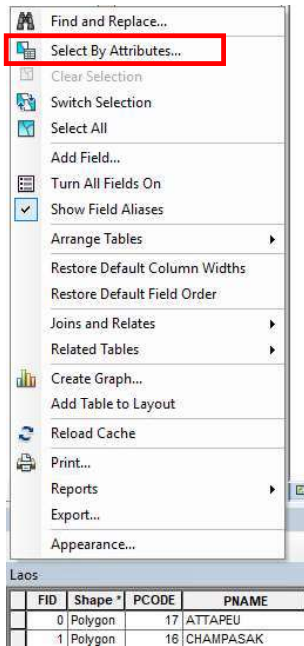 Find and Replace...
Select By Attributes...
Clear Selection
Switch Selection
Select All
Add Field...
Turn All Fields On
Show Field Aliases
Arrange Tables
Restore Default Column Widths
Restore Default Field Order
Joins and Relates
Related Tables
Create Graph...
Add Table to Layout
Reload Cache
Print...
Reports
Export...
Appearance...
Laos
FID Shape * PCODE PNAME
0 Polygon 17 ATTAPEU
1 Polygon 16 CHAMPASAK